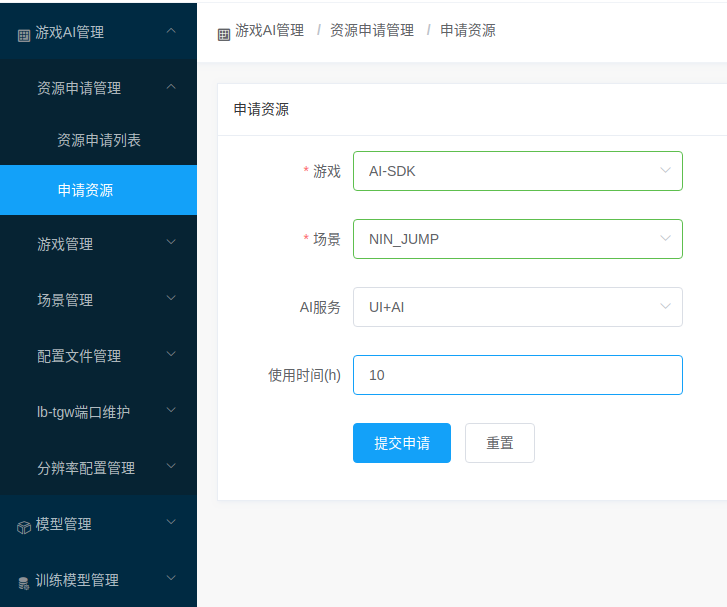 游戏AI管理
资源申请管理
资源申请列表
申请资源
游戏管理
场景管理
配置文件管理
lb-tgw端口维护
分辨率配置管理
模型管理
训练模型管理
游戏AI管理 / 资源申请管理 / 申请资源
申请资源
* 游戏 AI-SDK
* 场景 NIN_JUMP
AI服务 UI+AI
使用时间(h) 10
提交申请 重置